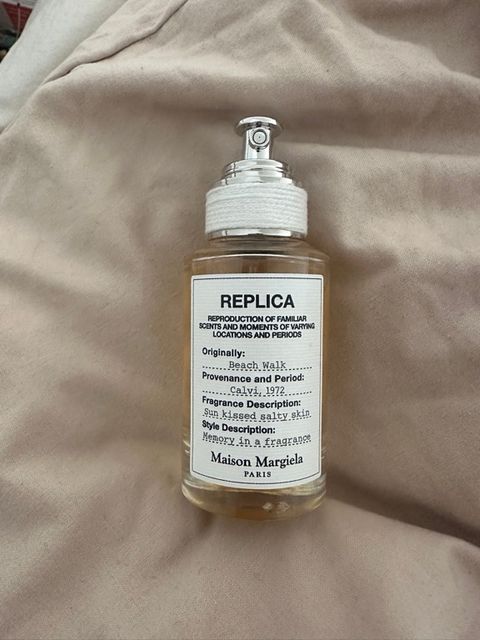 REPLICA
REPRODUCTION OF FAMILIAR
SCENTS AND MOMENTS OF VARYING
LOCATIONS AND PERIODS
Originally:
Beach Walk
Provenance and Period:
Calvi, 1972
Fragrance Description:
Sun kissed salty skin
Style Description:
Memory in a fragrance
Maison Margiela
PARIS